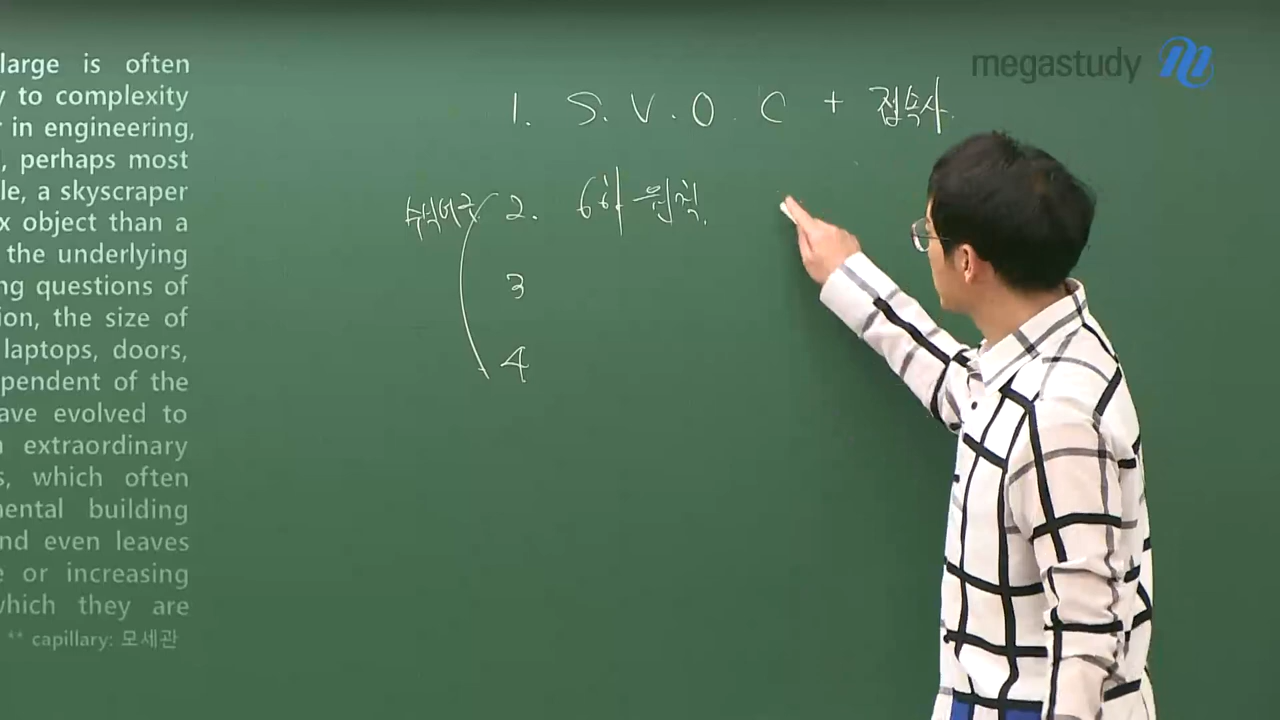 megastudy
large is often
y to complexity
r in engineering,
, perhaps most
le, a skyscraper
x object than a
the underlying
ng questions of
ion, the size of
laptops, doors,
pendent of the
ave evolved to
extraordinary
s, which often
mental building
nd even leaves
e or increasing
which they are
** capillary: 모세관
1. S. V. O. C + 접속사.
수식어구 2. 6하 원칙.
3
4